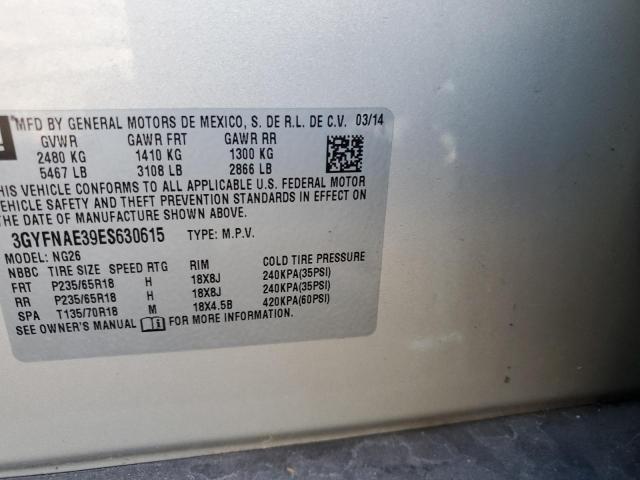 MFD BY GENERAL MOTORS DE MEXICO, S. DE R.L. DE C.V. 03/14
GVWR GAWR FRT GAWR RR
2480 KG 1410 KG 1300 KG
5467 LB 3108 LB 2866 LB
THIS VEHICLE CONFORMS TO ALL APPLICABLE U.S. FEDERAL MOTOR
VEHICLE SAFETY AND THEFT PREVENTION STANDARDS IN EFFECT ON
THE DATE OF MANUFACTURE SHOWN ABOVE.
3GYFNAE39ES630615 TYPE: M.P.V.
MODEL: NG26
NBBC TIRE SIZE SPEED RTG RIM COLD TIRE PRESSURE
FRT P235/65R18 H 18X8J 240KPA(35PSI)
RR P235/65R18 H 18X8J 240KPA(35PSI)
SPA T135/70R18 M 18X4.5B 420KPA(60PSI)
SEE OWNER'S MANUAL FOR MORE INFORMATION.